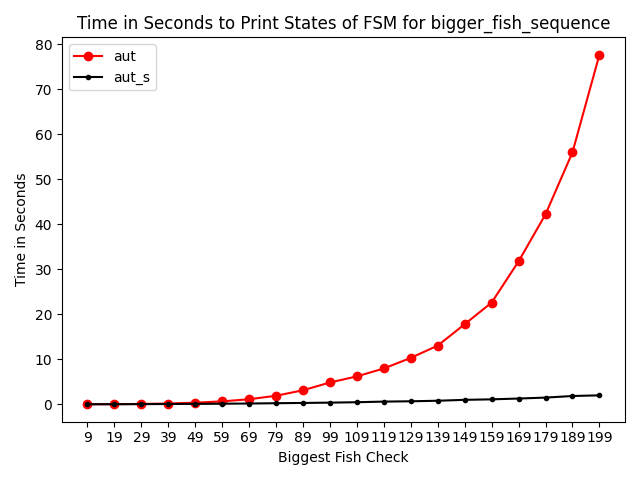 Time in Seconds to Print States of FSM for bigger_fish_sequence
aut
aut_s
80
70
60
50
40
30
20
10
0
Time in Seconds
9 19 29 39 49 59 69 79 89 99 109 119 129 139 149 159 169 179 189 199
Biggest Fish Check